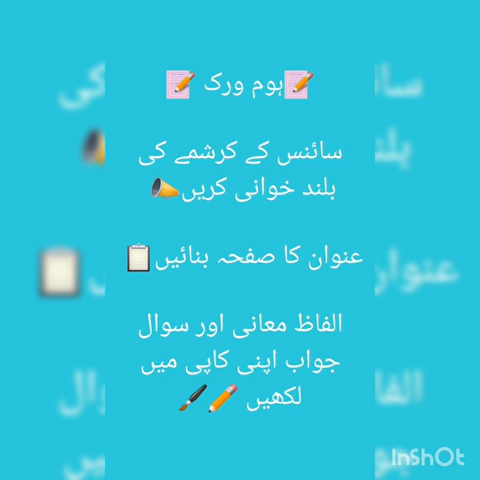 📝ہوم ورک 📝
سائنس کے کرشمے کی
بلند خوانی کریں📣
عنوان کا صفحہ بنائیں📋
الفاظ معانی اور سوال
جواب اپنی کاپی میں
لکھیں ✏️🖌️
InShOt